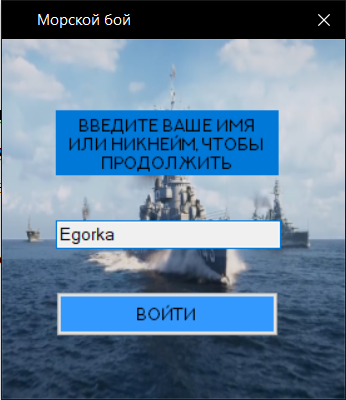 Морской бой
ВВЕДИТЕ ВАШЕ ИМЯ
ИЛИ НИКНЕЙМ, ЧТОБЫ
ПРОДОЛЖИТЬ
Egorka
ВОЙТИ